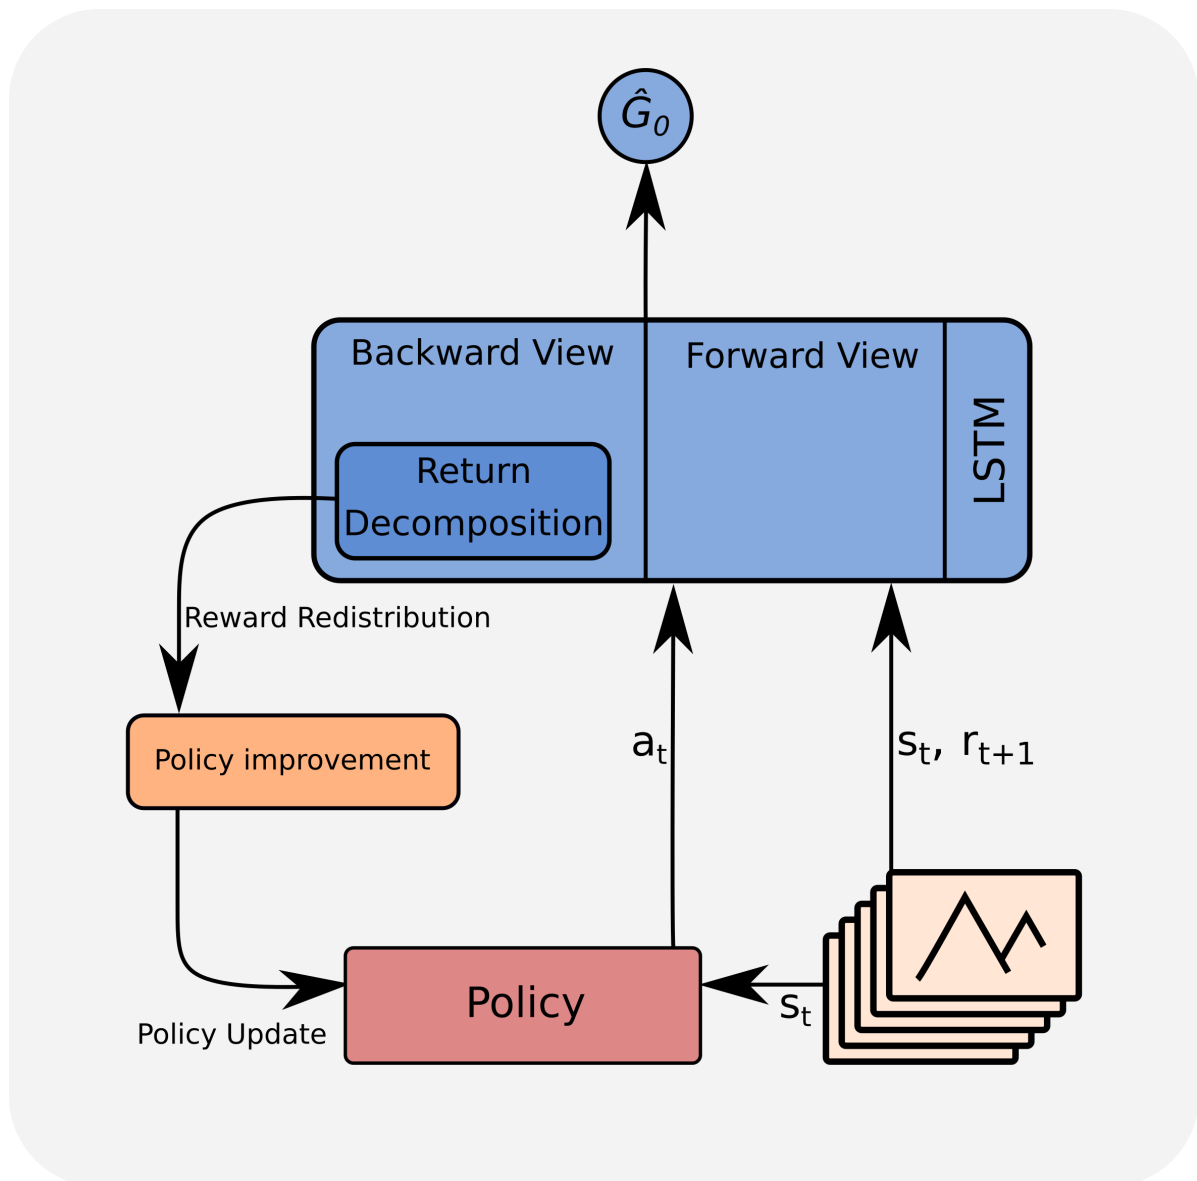 Ĝ₀
Backward View
Forward View
LSTM
Return
Decomposition
Reward Redistribution
Policy improvement
aₜ
sₜ, rₜ₊₁
Policy
sₜ
Policy Update